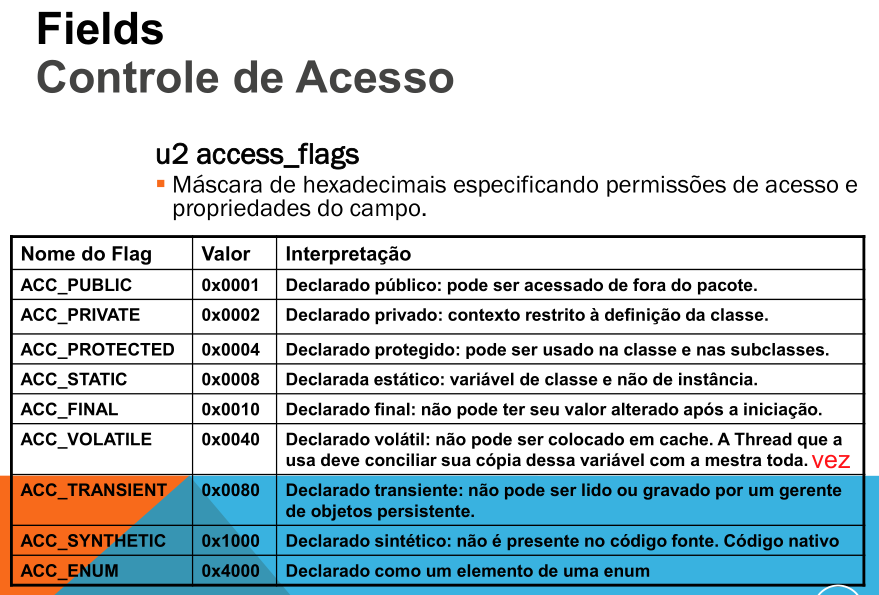 Fields
Controle de Acesso
u2 access_flags
Máscara de hexadecimais especificando permissões de acesso e
propriedades do campo.
Nome do Flag Valor Interpretação
ACC_PUBLIC 0x0001 Declarado público: pode ser acessado de fora do pacote.
ACC_PRIVATE 0x0002 Declarado privado: contexto restrito à definição da classe.
ACC_PROTECTED 0x0004 Declarado protegido: pode ser usado na classe e nas subclasses.
ACC_STATIC 0x0008 Declarada estático: variável de classe e não de instância.
ACC_FINAL 0x0010 Declarado final: não pode ter seu valor alterado após a iniciação.
ACC_VOLATILE 0x0040 Declarado volátil: não pode ser colocado em cache. A Thread que a
usa deve conciliar sua cópia dessa variável com a mestra toda. vez
ACC_TRANSIENT 0x0080 Declarado transiente: não pode ser lido ou gravado por um gerente
de objetos persistente.
ACC_SYNTHETIC 0x1000 Declarado sintético: não é presente no código fonte. Código nativo
ACC_ENUM 0x4000 Declarado como um elemento de uma enum